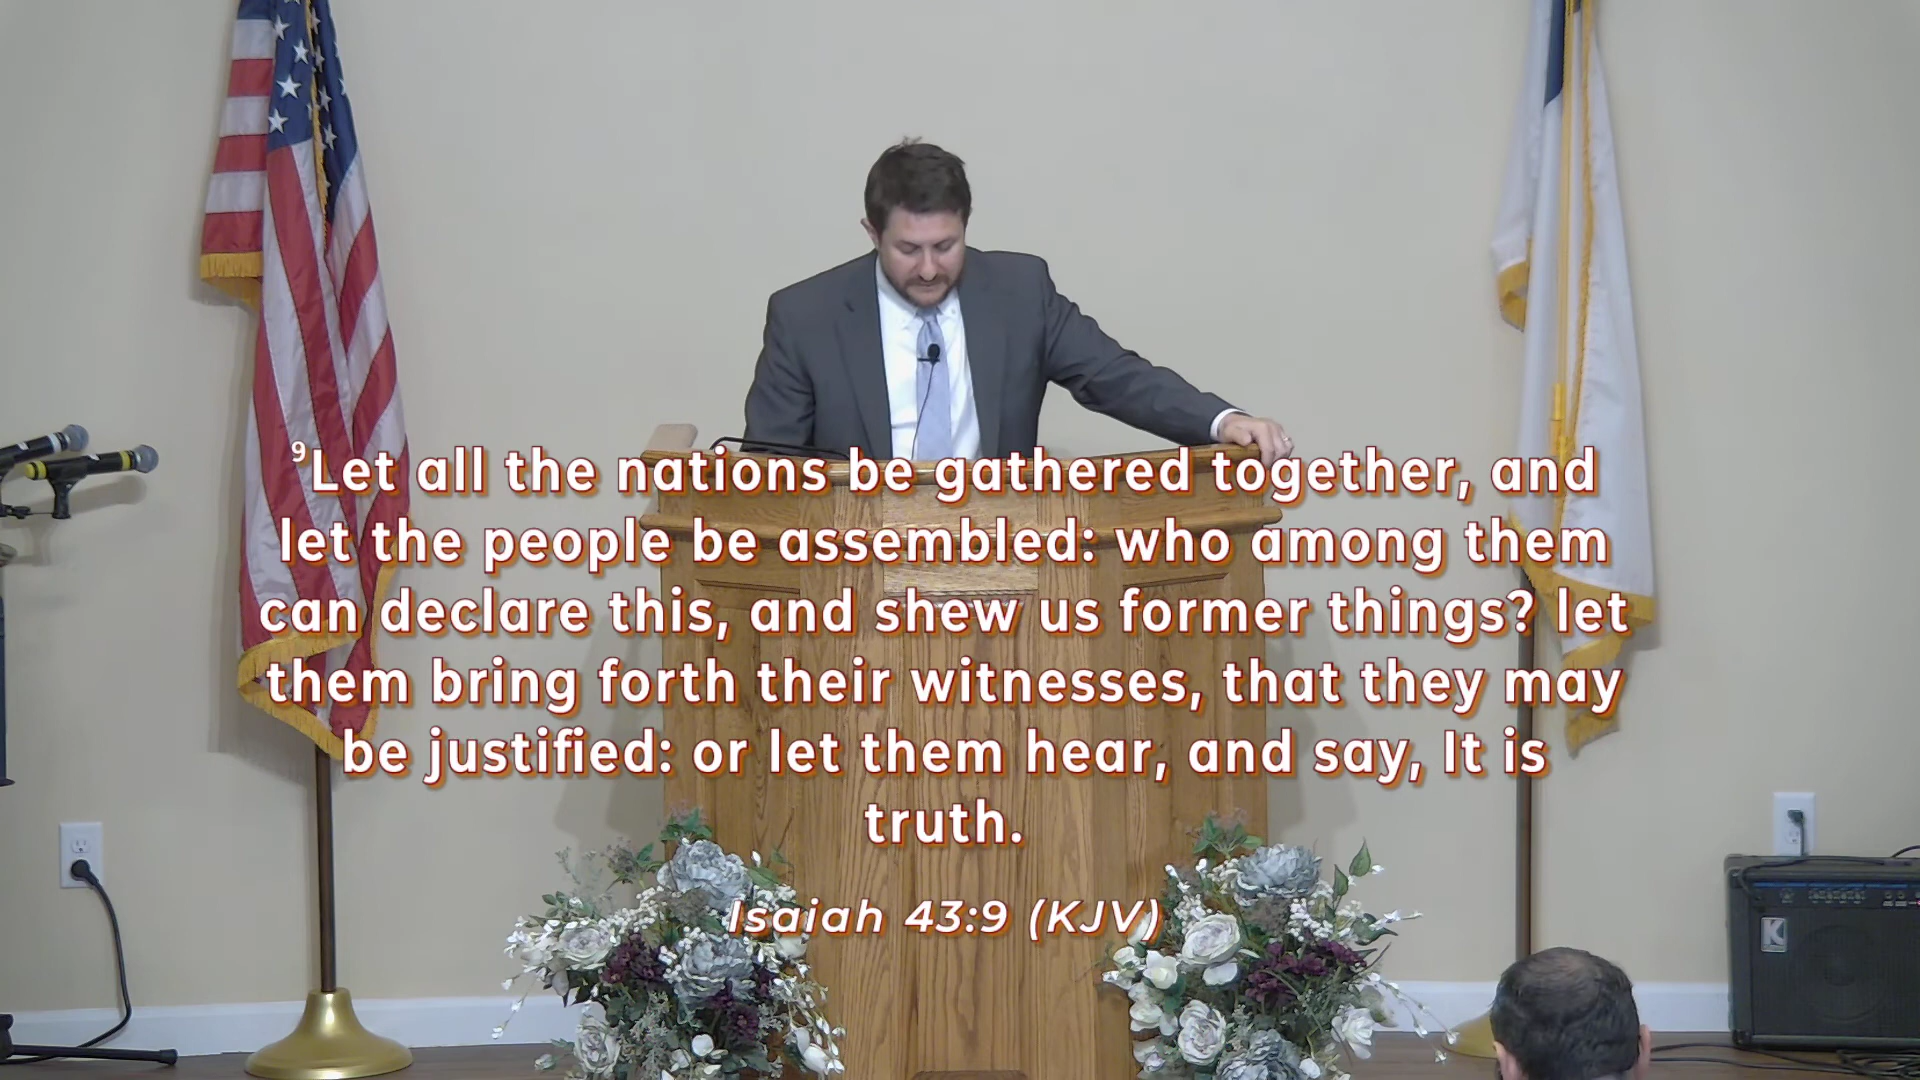 ⁹Let all the nations be gathered together, and
let the people be assembled: who among them
can declare this, and shew us former things? let
them bring forth their witnesses, that they may
be justified: or let them hear, and say, It is
truth.
Isaiah 43:9 (KJV)
K